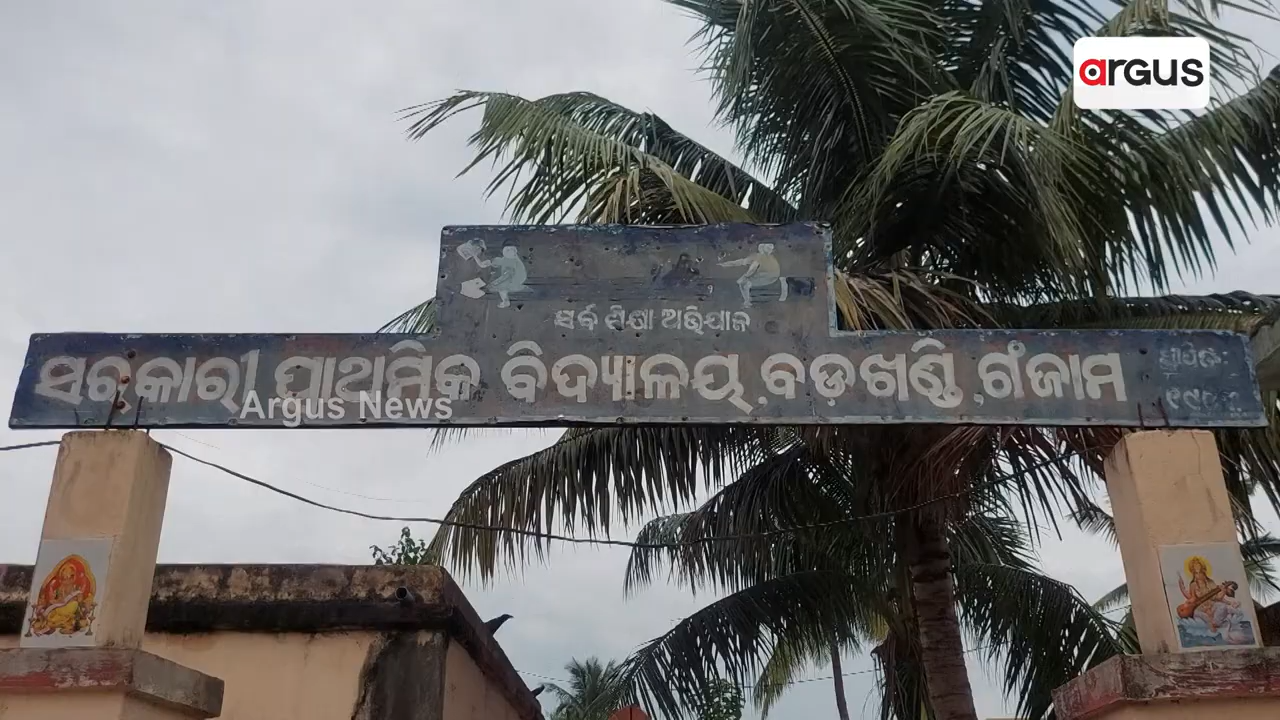 argus
ସର୍ବ ଶିକ୍ଷା ଅଭିଯାନ
ସରକାରୀ ପ୍ରାଥମିକ ବିଦ୍ୟାଳୟ ବଡ଼ଖଣ୍ଡି ଗଁଜାମ
Argus News